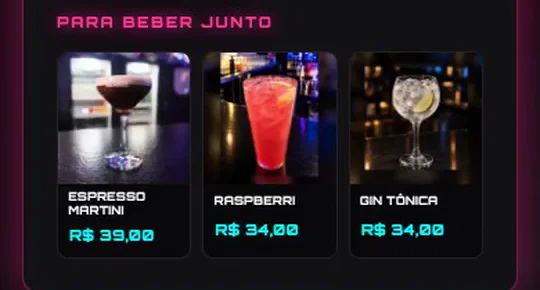 PARA BEBER JUNTO
ESPRESSO
MARTINI
R$ 39,00
RASPBERRI
R$ 34,00
GIN TÔNICA
R$ 34,00